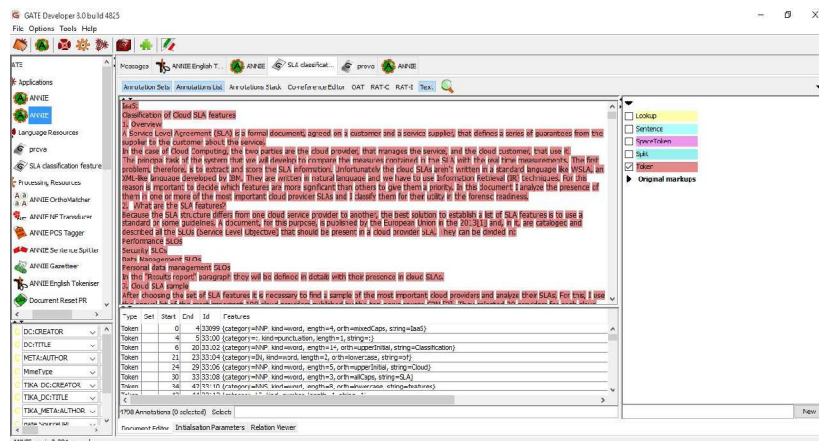 GATE Developer 3.0 build 4825
File Options Tools Help
Messages ANNIE English T... ANNIE SLA classificat... prova ANNIE
Annotation Sets Annotations List Annotations Stack Co-reference Editor OAT RAT-C RAT-I Text
ATE
Applications
ANNIE
ANNIE
Language Resources
prova
SLA classification feature
Processing Resources
ANNIE OrthoMatcher
ANNIE NE Transducer
ANNIE POS Tagger
ANNIE Sentence Splitter
ANNIE Gazetteer
ANNIE English Tokeniser
Document Reset PR
C DC:CREATOR
C DC:TITLE
C META:AUTHOR
C MimeType
C TIKA_DC:CREATOR
C TIKA_DC:TITLE
C TIKA_META:AUTHOR
C gate.SourceURL
IaaS:
Classification of Cloud SLA features
1. Overview
A Service Level Agreement (SLA) is a formal document, agreed on a customer and a service supplier, that defines a series of guarantees from the
supplier to the customer about the service.
In the case of Cloud Computing, the two parties are the cloud provider, that manages the service, and the cloud customer, that use it.
The principal task of the system that we will develop to compare the measures contained in the SLA with the real time measurements. The first
problem, therefore, is to extract and store the SLA information. Unfortunately the cloud SLAs aren't written in a standard language like WSLA, an
XML-like language developed by IBM. They are written in natural language and we have to use Information Retrieval (IR) techniques. For this
reason is important to decide which features are more significant than others to give them a priority. In this document I analyze the presence of
them in one or more of the most important cloud provider SLAs and I classify them for their utility in the forensic readiness.
2. What are the SLA features?
Because the SLA structure differs from one cloud service provider to another, the best solution to establish a list of SLA features is to use a
standard or some guidelines. A document, for this purpose, is published by the European Union in the 2013[1] and, in it, are cataloged and
described all the SLOs (Service Level Objective) that should be present in a cloud provider SLA. They can be divided in:
Performance SLOs
Security SLOs
Data Management SLOs
Personal data management SLOs
In the "Results report" paragraph they will be defined in details with their presence in cloud SLAs.
3. Cloud SLA sample
After choosing the set of SLA features it is necessary to find a sample of the most important cloud providers and analyze their SLAs. For this, I use
Lookup
Sentence
SpaceToken
Split
Token
Original markups
Type Set Start End Id Features
Token 0 4 33099 {category=NNP, kind=word, length=4, orth=mixedCaps, string=IaaS}
Token 4 5 33100 {category=:, kind=punctuation, length=1, string=:}
Token 6 20 33102 {category=NNP, kind=word, length=14, orth=upperInitial, string=Classification}
Token 21 23 33104 {category=IN, kind=word, length=2, orth=lowercase, string=of}
Token 24 29 33106 {category=NNP, kind=word, length=5, orth=upperInitial, string=Cloud}
Token 30 33 33108 {category=NNP, kind=word, length=3, orth=allCaps, string=SLA}
Token 34 42 33110 {category=NNP, kind=word, length=8, orth=lowercase, string=features}
1798 Annotations (0 selected) Select:
New
Document Editor Initialisation Parameters Relation Viewer